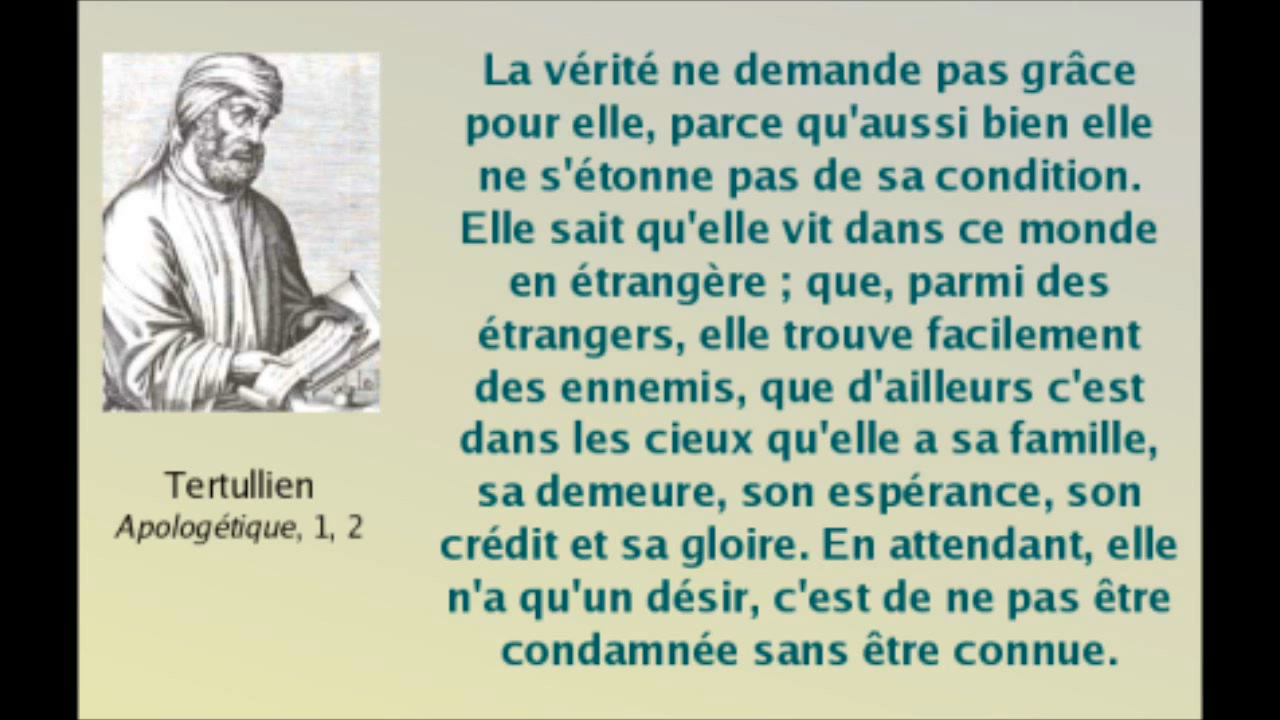 La vérité ne demande pas grâce
pour elle, parce qu'aussi bien elle
ne s'étonne pas de sa condition.
Elle sait qu'elle vit dans ce monde
en étrangère ; que, parmi des
étrangers, elle trouve facilement
des ennemis, que d'ailleurs c'est
dans les cieux qu'elle a sa famille,
sa demeure, son espérance, son
crédit et sa gloire. En attendant, elle
n'a qu'un désir, c'est de ne pas être
condamnée sans être connue.
Tertullien
Apologétique, 1, 2